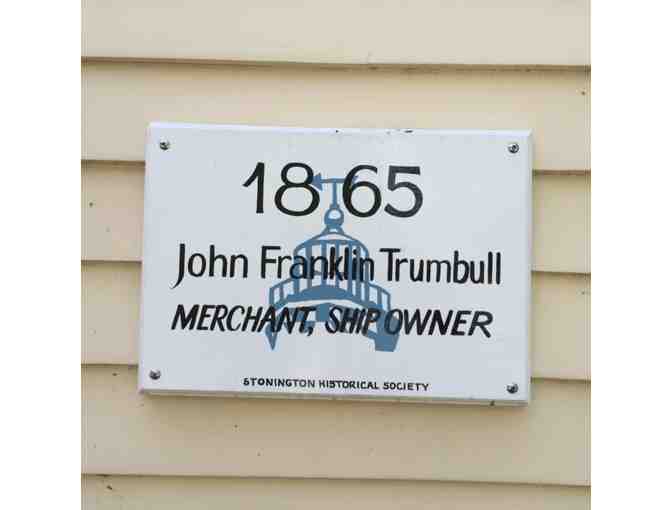 1865
John Franklin Trumbull
MERCHANT, SHIP OWNER
STONINGTON HISTORICAL SOCIETY